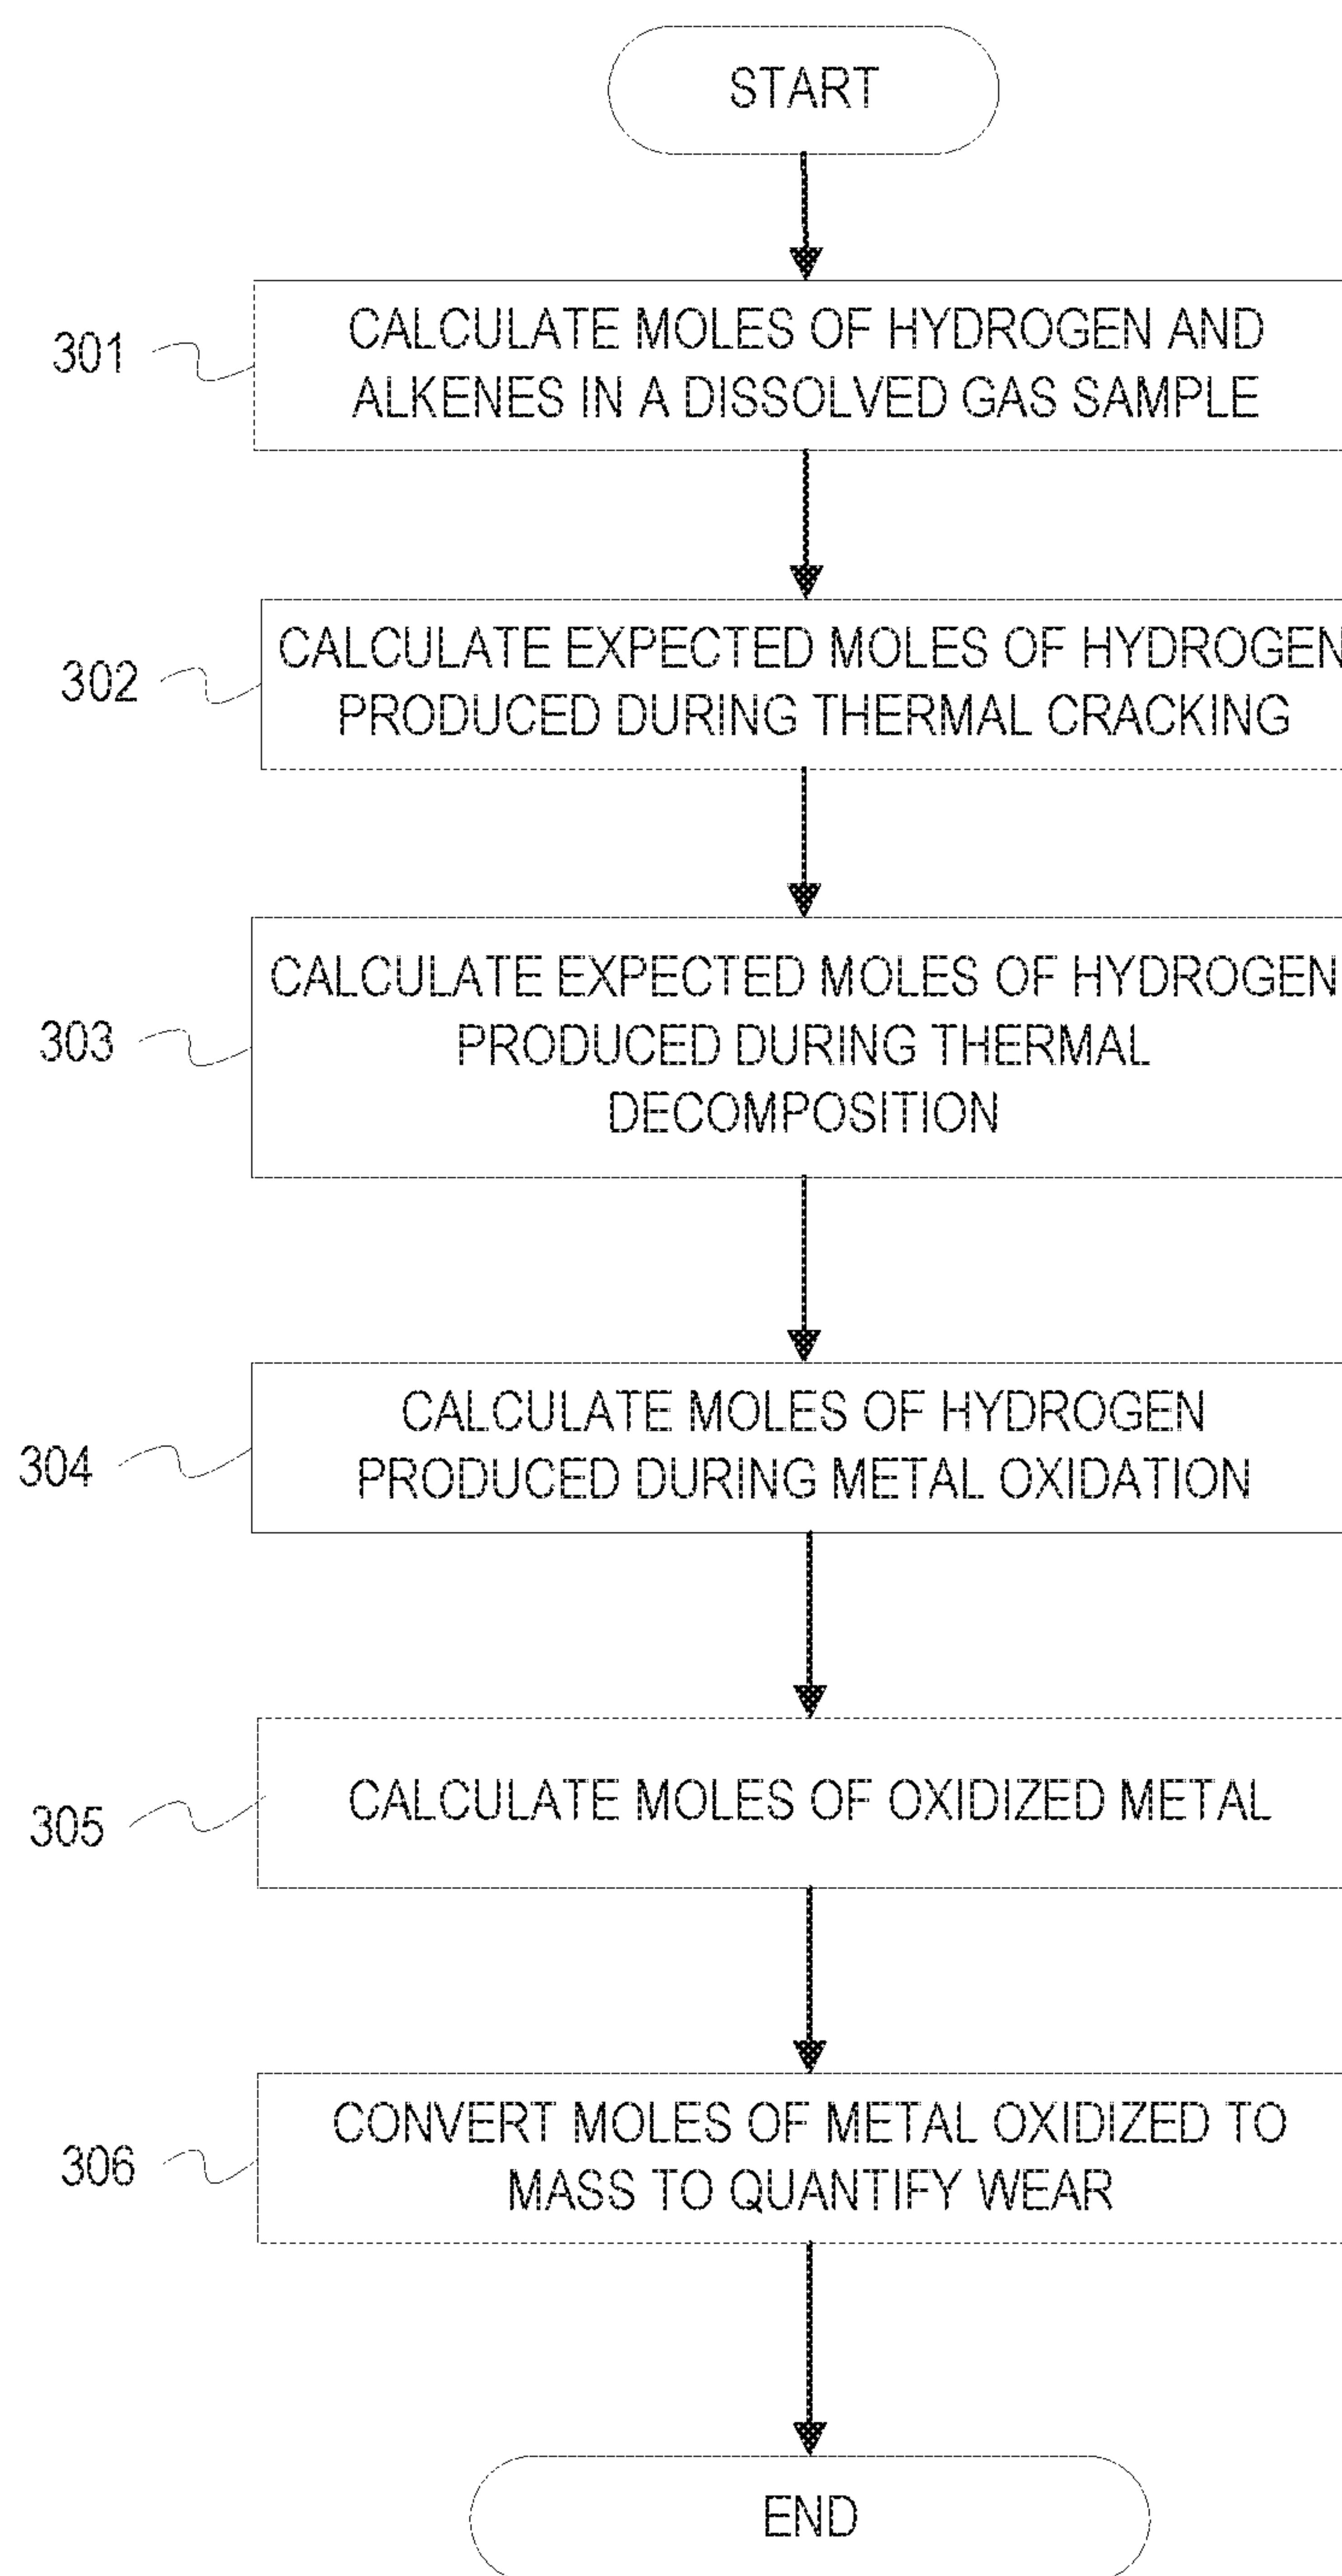 START
301
CALCULATE MOLES OF HYDROGEN AND
ALKENES IN A DISSOLVED GAS SAMPLE
302
CALCULATE EXPECTED MOLES OF HYDROGEN
PRODUCED DURING THERMAL CRACKING
303
CALCULATE EXPECTED MOLES OF HYDROGEN
PRODUCED DURING THERMAL
DECOMPOSITION
304
CALCULATE MOLES OF HYDROGEN
PRODUCED DURING METAL OXIDATION
305
CALCULATE MOLES OF OXIDIZED METAL
306
CONVERT MOLES OF METAL OXIDIZED TO
MASS TO QUANTIFY WEAR
END